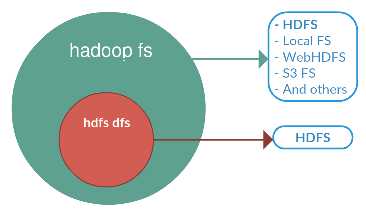 hadoop fs
hdfs dfs
- HDFS
- Local FS
- WebHDFS
- S3 FS
- And others
HDFS